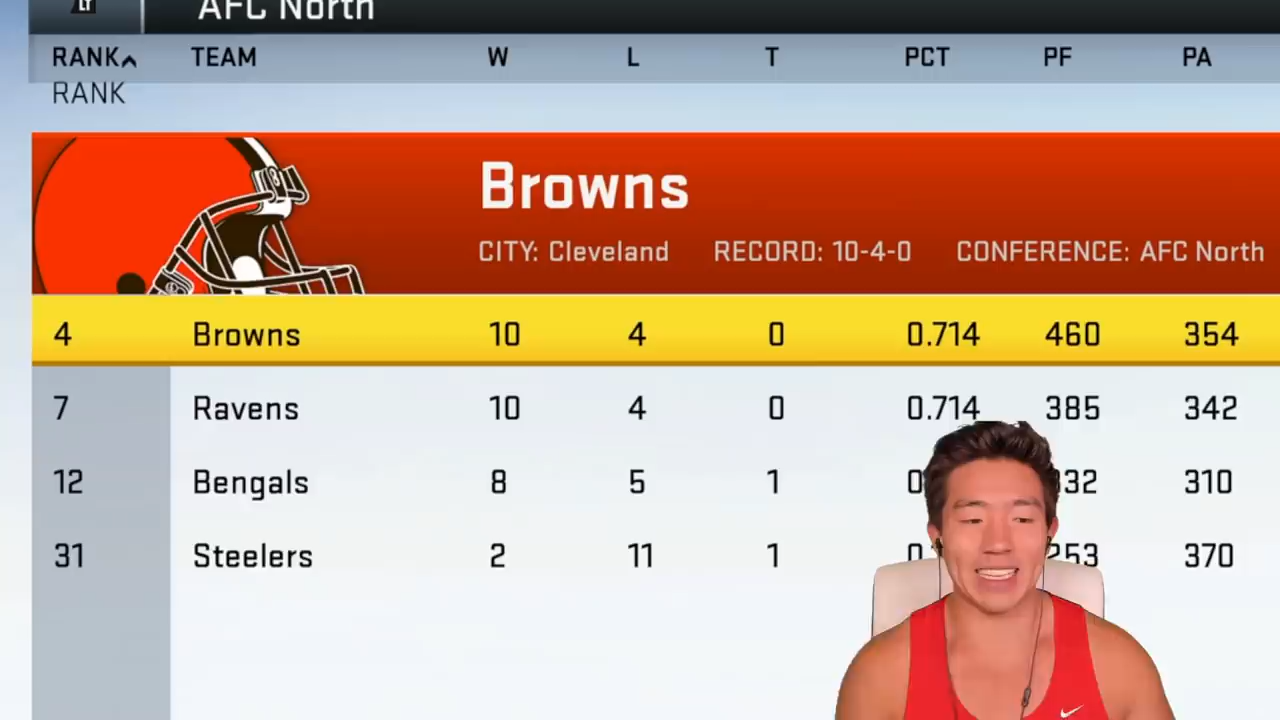 LT AFC North
RANK TEAM W L T PCT PF PA
RANK
Browns
CITY: Cleveland RECORD: 10-4-0 CONFERENCE: AFC North
4 Browns 10 4 0 0.714 460 354
7 Ravens 10 4 0 0.714 385 342
12 Bengals 8 5 1 310
31 Steelers 2 11 1 253 370